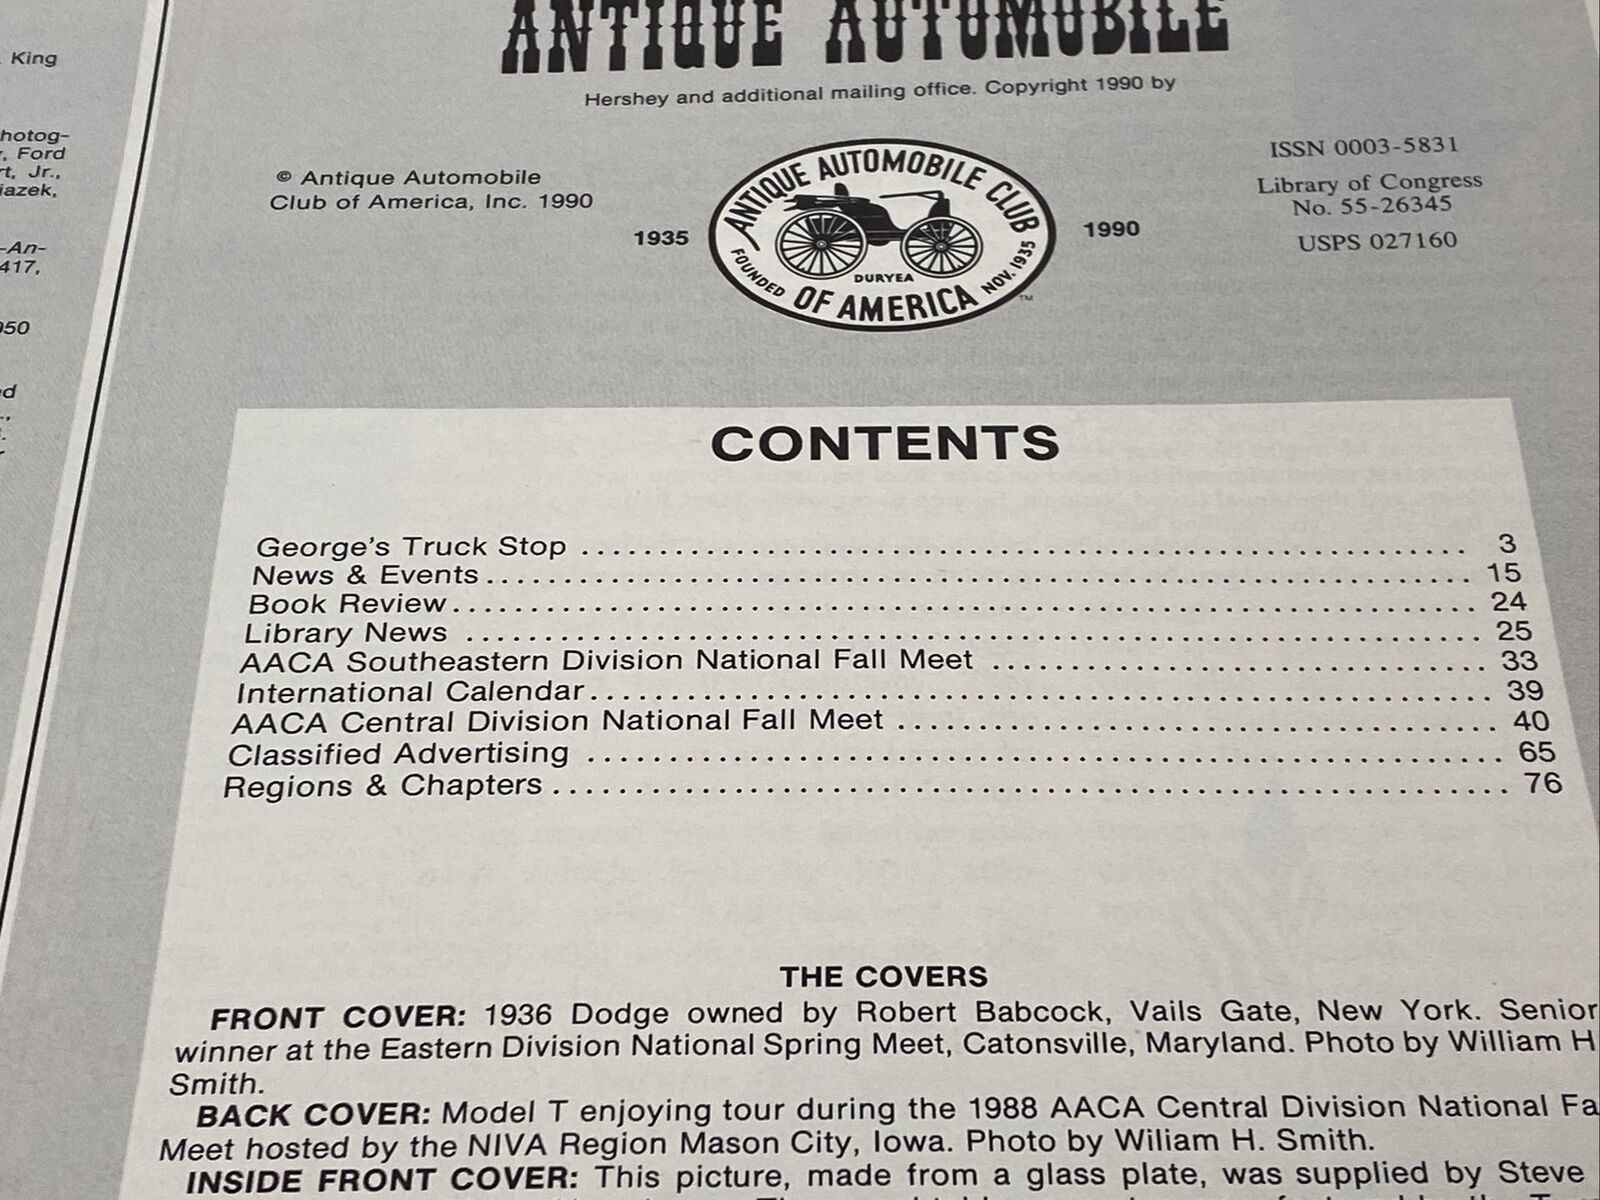 King
hotog-
, Ford
rt, Jr.,
iazek,
-An-
417,
950
ed
ANTIQUE AUTOMOBILE
Hershey and additional mailing office. Copyright 1990 by
© Antique Automobile
Club of America, Inc. 1990
1935
ANTIQUE AUTOMOBILE CLUB
FOUNDED
DURYEA
NOV. 1935
OF AMERICA
TM
1990
ISSN 0003-5831
Library of Congress
No. 55-26345
USPS 027160
CONTENTS
George's Truck Stop ........................................................ 3
News & Events ........................................................ 15
Book Review ........................................................ 24
Library News ........................................................ 25
AACA Southeastern Division National Fall Meet ................................ 33
International Calendar ........................................................ 39
AACA Central Division National Fall Meet ................................ 40
Classified Advertising ........................................................ 65
Regions & Chapters ........................................................ 76
THE COVERS
FRONT COVER: 1936 Dodge owned by Robert Babcock, Vails Gate, New York. Senior
winner at the Eastern Division National Spring Meet, Catonsville, Maryland. Photo by William H
Smith.
BACK COVER: Model T enjoying tour during the 1988 AACA Central Division National Fa
Meet hosted by the NIVA Region Mason City, Iowa. Photo by Wiliam H. Smith.
INSIDE FRONT COVER: This picture, made from a glass plate, was supplied by Steve